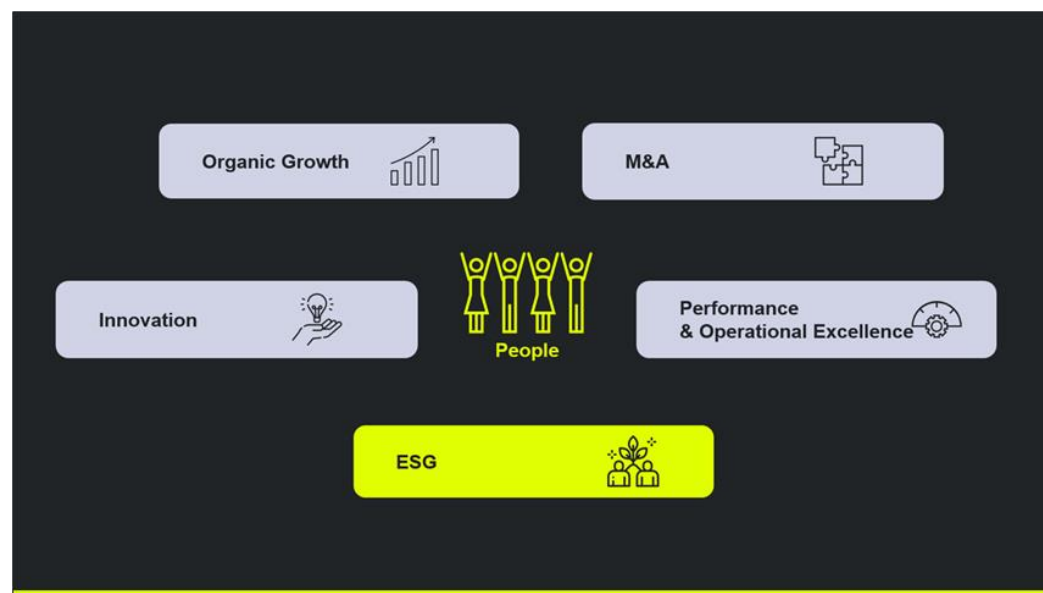 Organic Growth
M&A
Innovation
People
Performance
& Operational Excellence
ESG